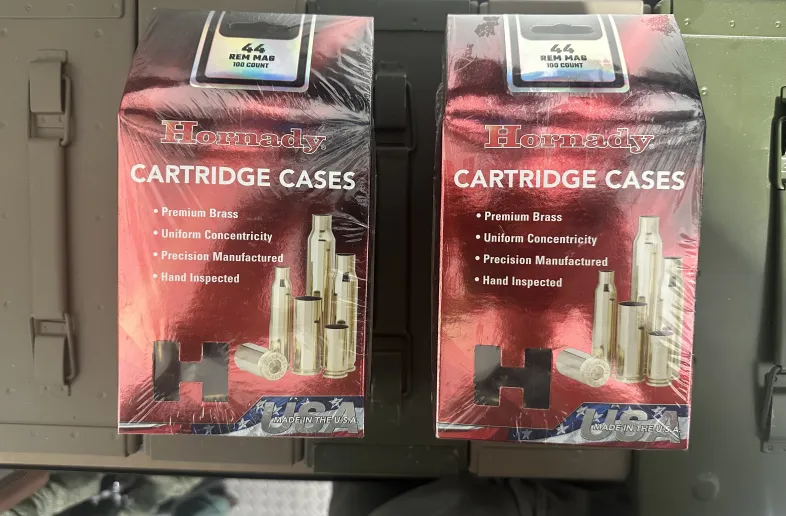 44
REM MAG
100 COUNT
Hornady
CARTRIDGE CASES
• Premium Brass
• Uniform Concentricity
• Precision Manufactured
• Hand Inspected
H
USA
MADE IN THE U.S.A.
44
REM MAG
100 COUNT
Hornady
CARTRIDGE CASES
• Premium Brass
• Uniform Concentricity
• Precision Manufactured
• Hand Inspected
H
USA
MADE IN THE U.S.A.